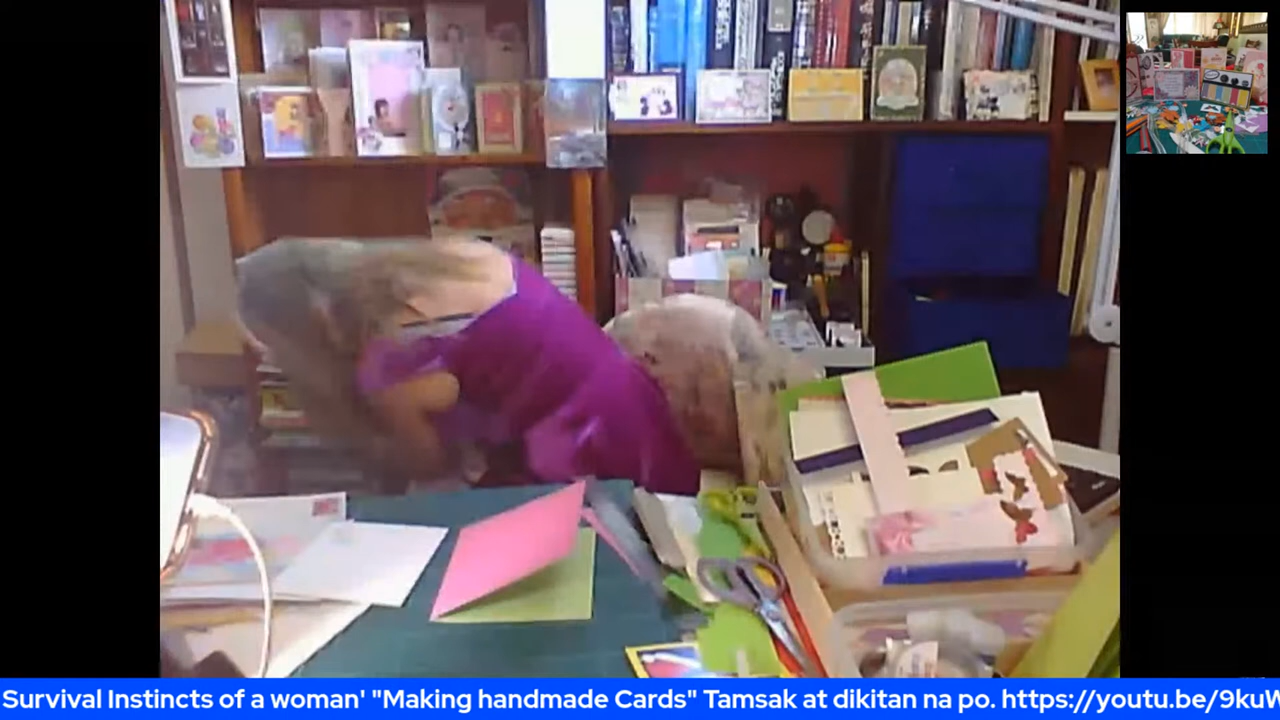 Survival Instincts of a woman' "Making handmade Cards" Tamsak at dikitan na po. https://youtu.be/9kuW